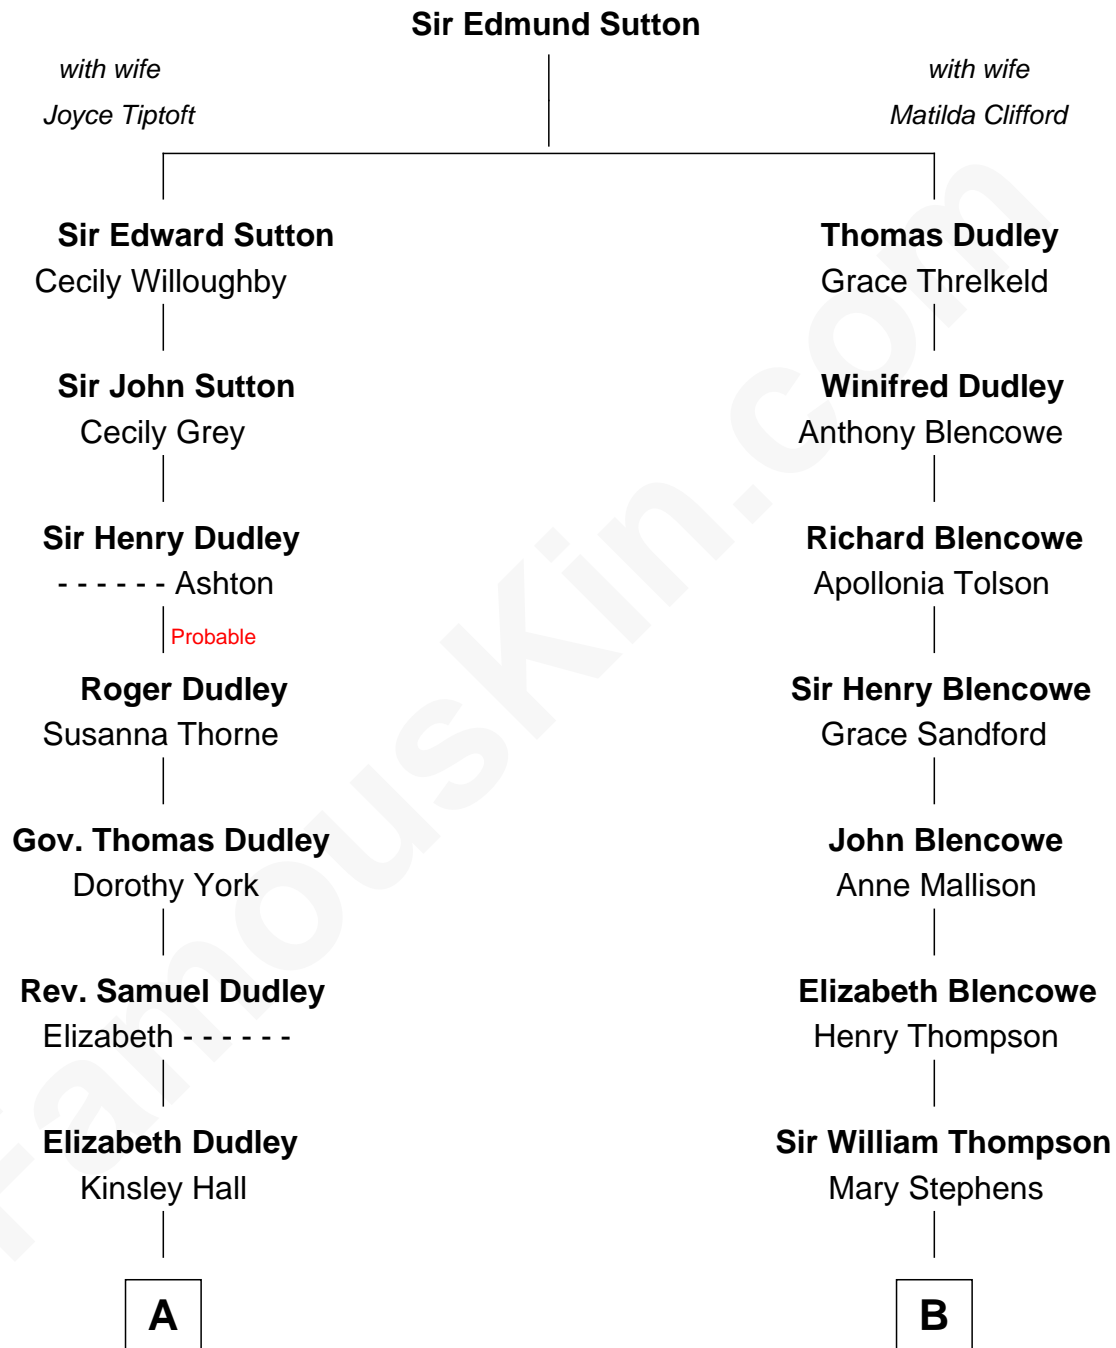 Sir Edmund Sutton
with wife
Joyce Tiptoft
with wife
Matilda Clifford
Sir Edward Sutton
Cecily Willoughby
Thomas Dudley
Grace Threlkeld
Sir John Sutton
Cecily Grey
Winifred Dudley
Anthony Blencowe
Sir Henry Dudley
- - - - - - Ashton
Richard Blencowe
Apollonia Tolson
Probable
Roger Dudley
Susanna Thorne
Sir Henry Blencowe
Grace Sandford
Gov. Thomas Dudley
Dorothy York
John Blencowe
Anne Mallison
Rev. Samuel Dudley
Elizabeth - - - - - -
Elizabeth Blencowe
Henry Thompson
Elizabeth Dudley
Kinsley Hall
Sir William Thompson
Mary Stephens
A
B
FamousKin.com